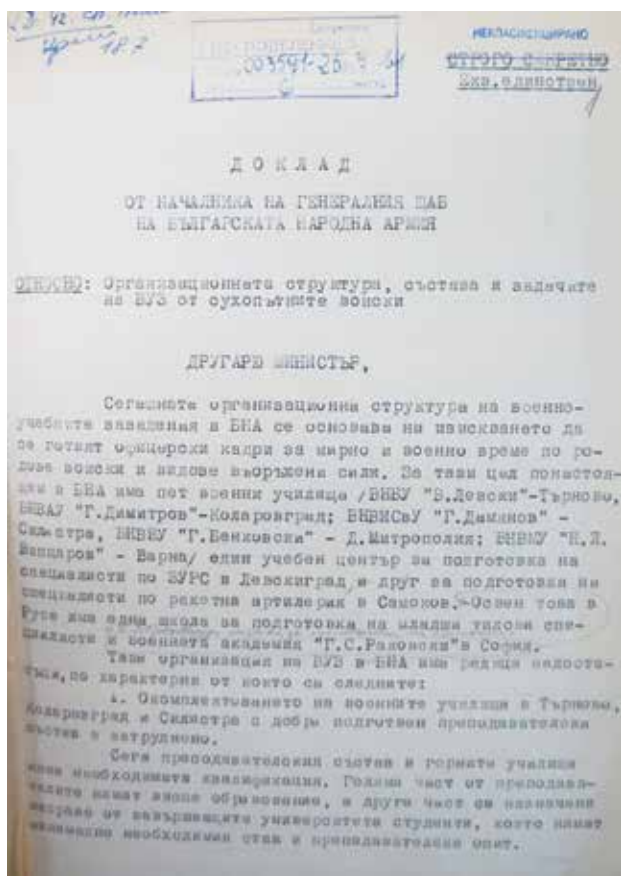 НЕКЛАСИФИЦИРАНО
СТРОГО СЕКРЕТНО
Екз.единствен
ДОКЛАД
ОТ НАЧАЛНИКА НА ГЕНЕРАЛНИЯ ЩАБ
НА БЪЛГАРСКАТА НАРОДНА АРМИЯ
ОТНОСНО: Организационната структура, състава и задачите
на ВУЗ от сухопътните войски
ДРУГАРЮ МИНИСТЪР,
Сегашната организационна структура на военно-
учебните заведения в БНА се основава на изискването да
се готвят офицерски кадри за мирно и военно време по ро-
дове войски и видове въоръжени сили. За тази цел понастоя-
щем в БНА има пет военни училища /ВНВУ "В.Левски"-Търново,
ВНВАУ "Г.Димитров"-Коларовград; ВНВИСвУ "Г.Дамянов" -
Силистра, ВНВВУ "Г.Бенковски" - Д.Митрополия; ВНВМУ "Н.Й.
Вапцаров" - Варна/ един учебен център за подготовка на
специалисти по ЗУРС в Левскиград и друг за подготовка на
специалисти по ракетна артилерия в Самоков. Освен това в
Русе има една школа за подготовка на младши тилови спе-
циалисти и военната академия "Г.С.Раковски" в София.
Тази организация на ВУЗ в БНА има редица недоста-
тъци, по характерни от които са следните:
1. Окомплектоването на военните училища в Търново,
Коларовград и Силистра с добре подготвен преподавателски
състав е затруднено.
Сега преподавателския състав в горните училища
няма необходимата квалификация. Голяма част от преподава-
телите нямат висше образование, а друга част са назначени
направо от завършващите университета студенти, които нямат
минимално необходимия стаж и преподавателски опит.